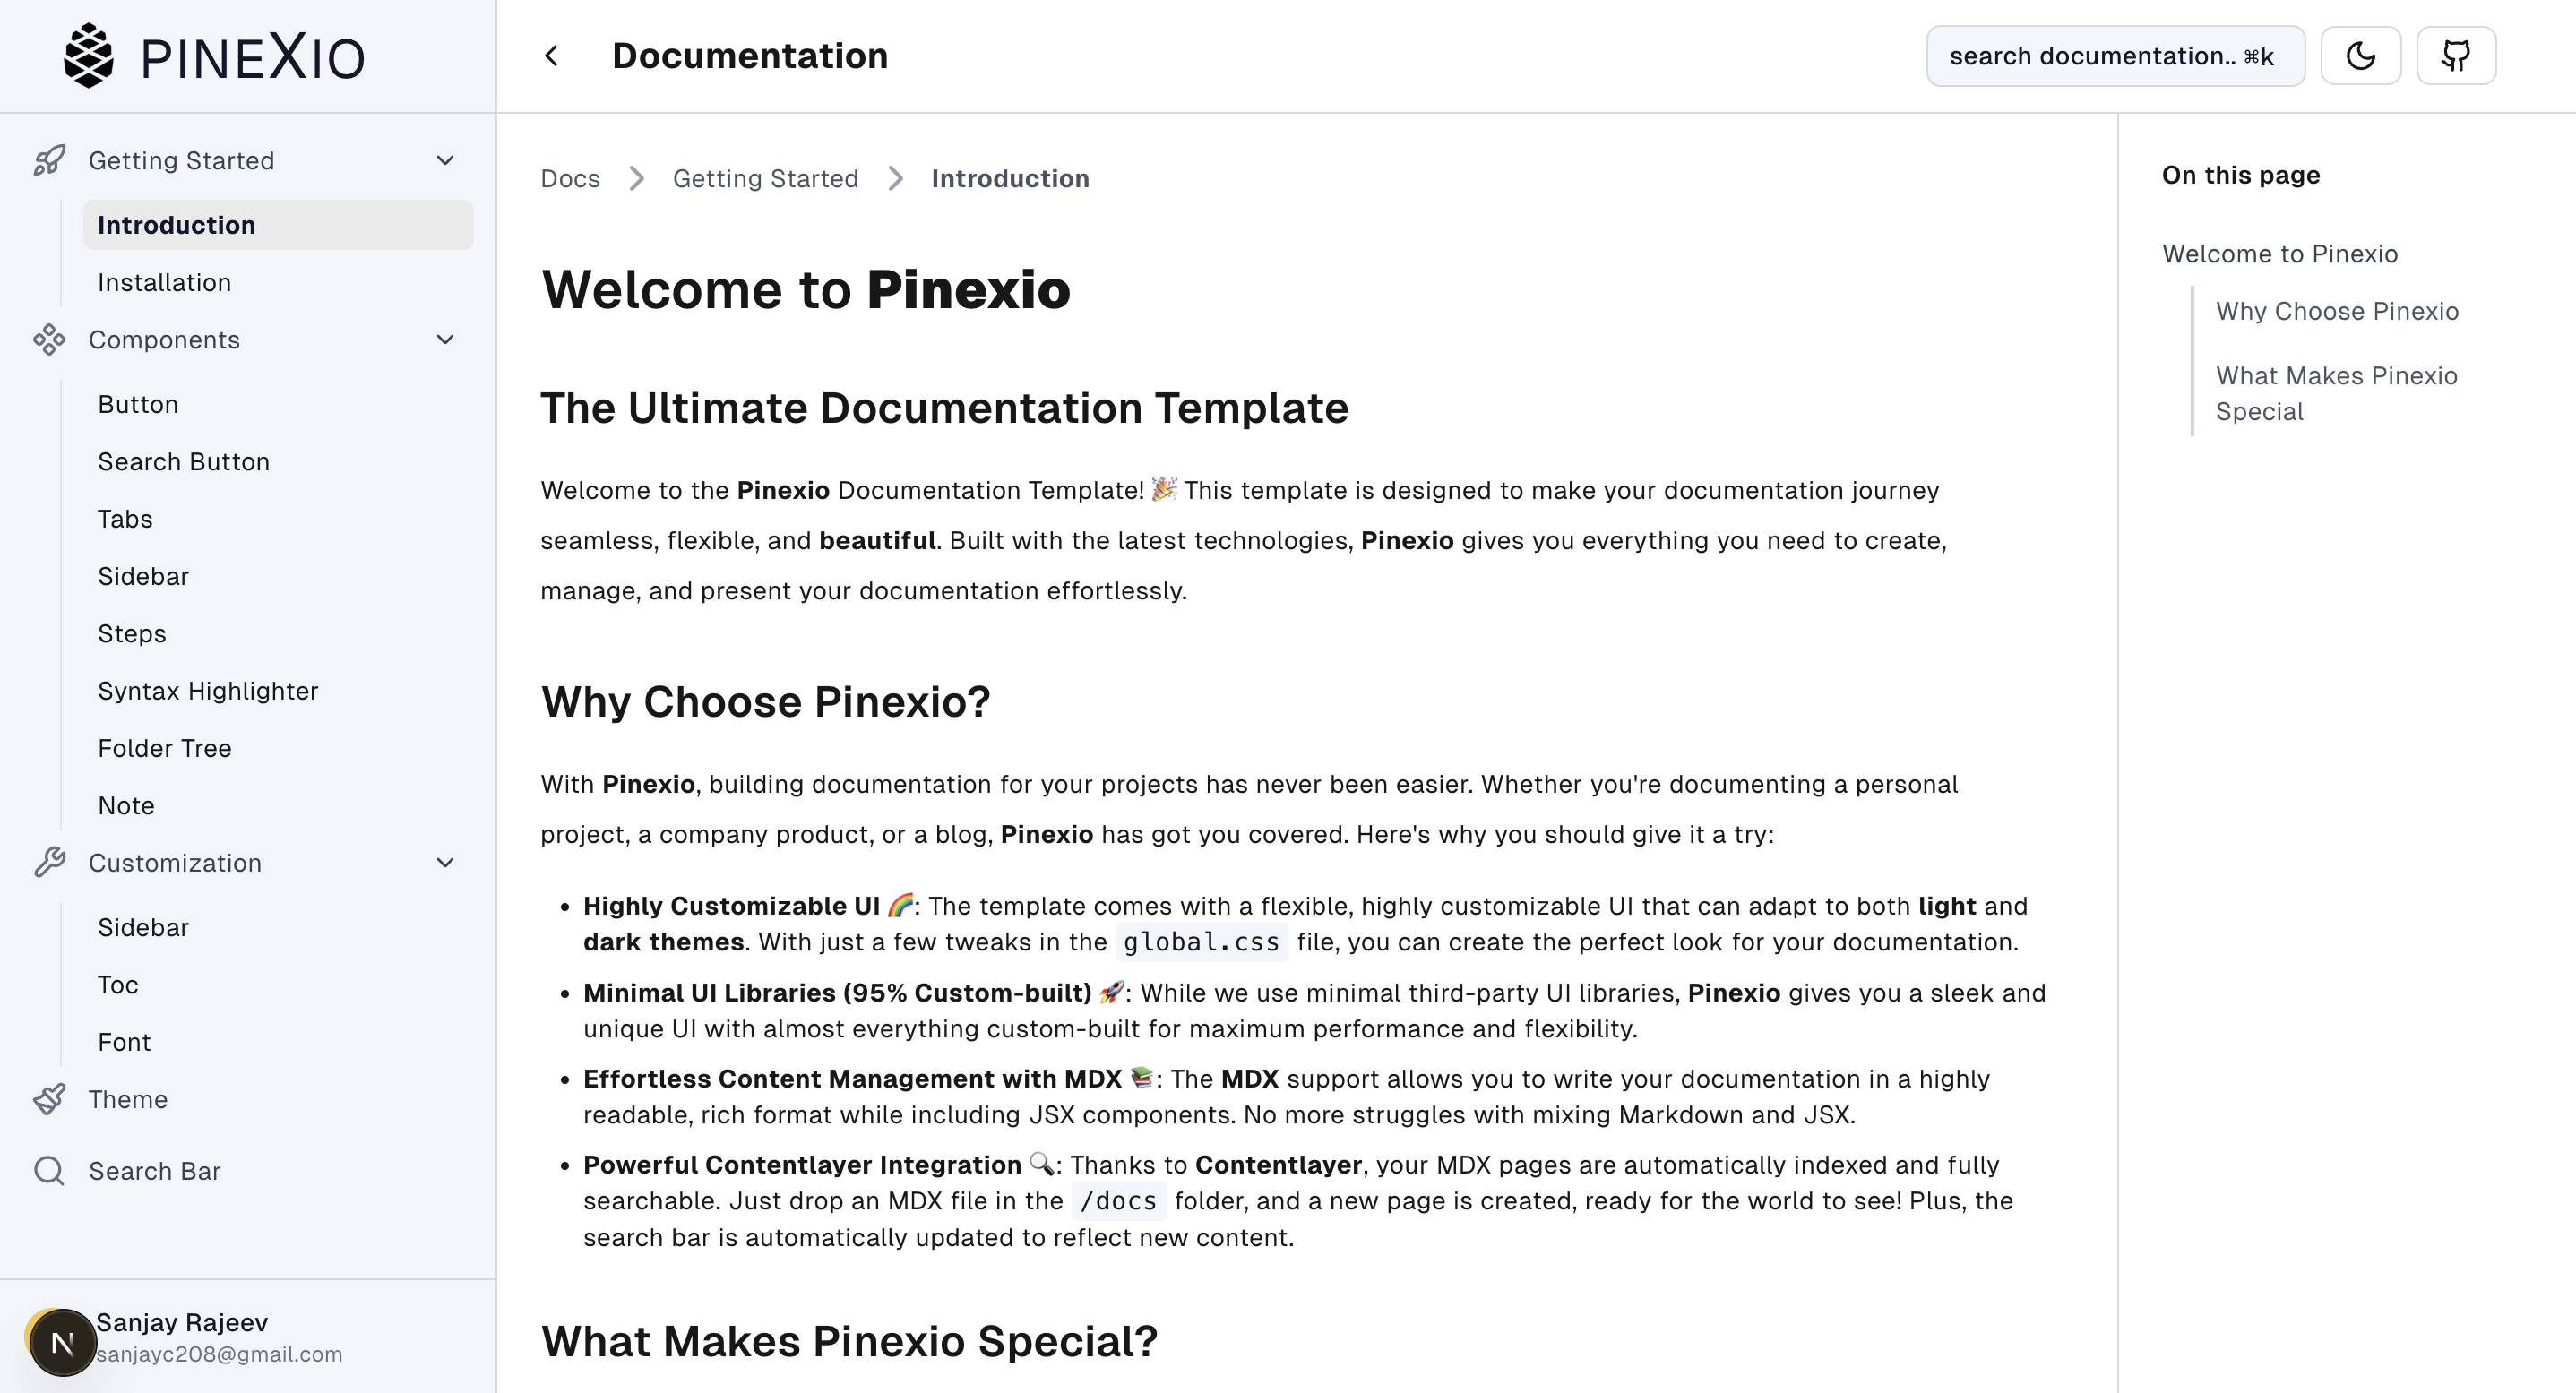 PINEXIO
Documentation
search documentation.. ⌘k
Getting Started
Introduction
Installation
Components
Button
Search Button
Tabs
Sidebar
Steps
Syntax Highlighter
Folder Tree
Note
Customization
Sidebar
Toc
Font
Theme
Search Bar
N
Sanjay Rajeev
sanjayc208@gmail.com
Docs
Getting Started
Introduction
Welcome to Pinexio
The Ultimate Documentation Template
Welcome to the Pinexio Documentation Template! 🎉 This template is designed to make your documentation journey
seamless, flexible, and beautiful. Built with the latest technologies, Pinexio gives you everything you need to create,
manage, and present your documentation effortlessly.
Why Choose Pinexio?
With Pinexio, building documentation for your projects has never been easier. Whether you're documenting a personal
project, a company product, or a blog, Pinexio has got you covered. Here's why you should give it a try:
• Highly Customizable UI 🌈: The template comes with a flexible, highly customizable UI that can adapt to both light and
dark themes. With just a few tweaks in the global.css file, you can create the perfect look for your documentation.
• Minimal UI Libraries (95% Custom-built) 🚀: While we use minimal third-party UI libraries, Pinexio gives you a sleek and
unique UI with almost everything custom-built for maximum performance and flexibility.
• Effortless Content Management with MDX 📚: The MDX support allows you to write your documentation in a highly
readable, rich format while including JSX components. No more struggles with mixing Markdown and JSX.
• Powerful Contentlayer Integration 🔍: Thanks to Contentlayer, your MDX pages are automatically indexed and fully
searchable. Just drop an MDX file in the /docs folder, and a new page is created, ready for the world to see! Plus, the
search bar is automatically updated to reflect new content.
What Makes Pinexio Special?
On this page
Welcome to Pinexio
Why Choose Pinexio
What Makes Pinexio
Special